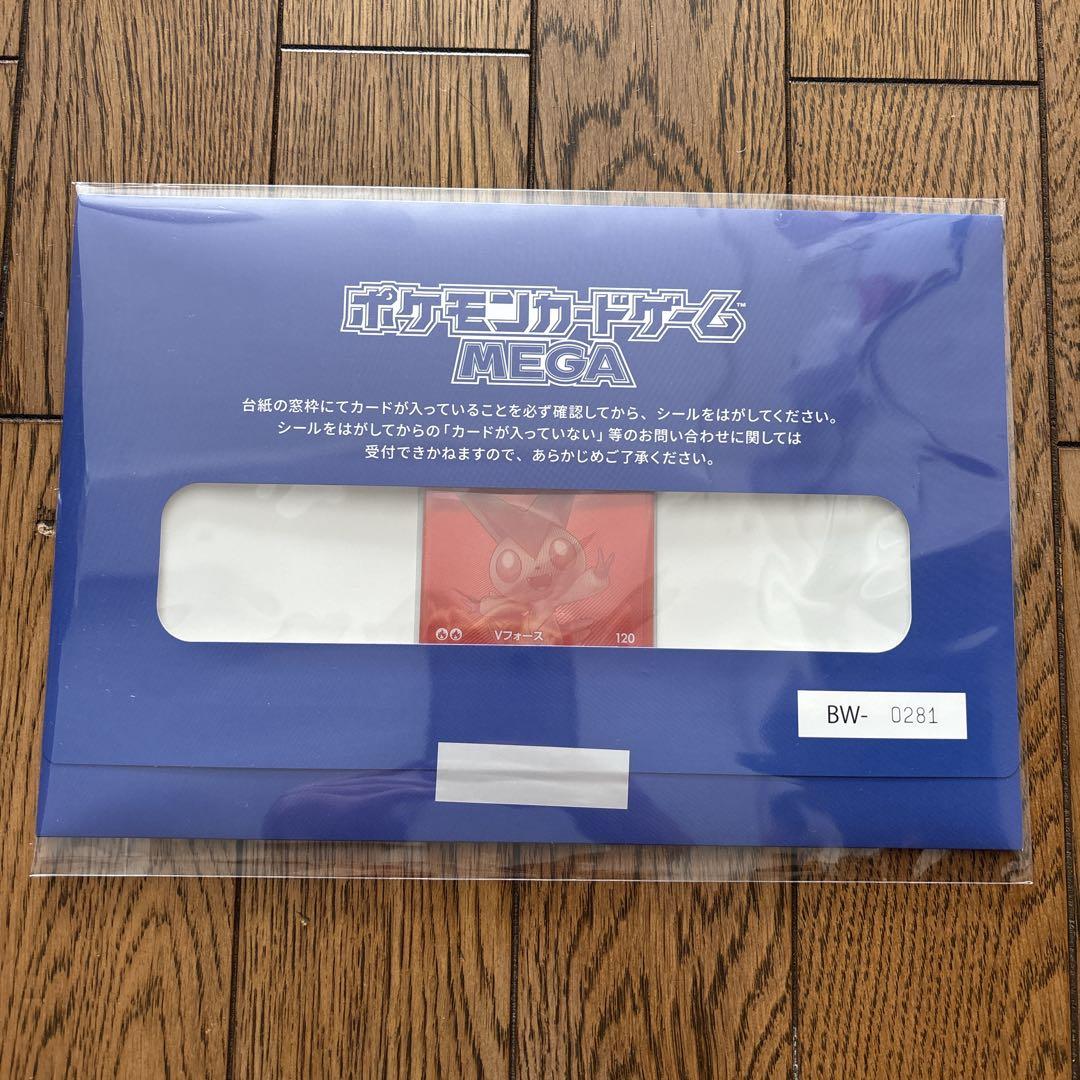 ポケモンカードゲーム™
MEGA
台紙の窓枠にてカードが入っていることを必ず確認してから、シールをはがしてください。
シールをはがしてからの「カードが入っていない」等のお問い合わせに関しては
受付できかねますので、あらかじめご了承ください。
Vフォース 120
BW- 0281